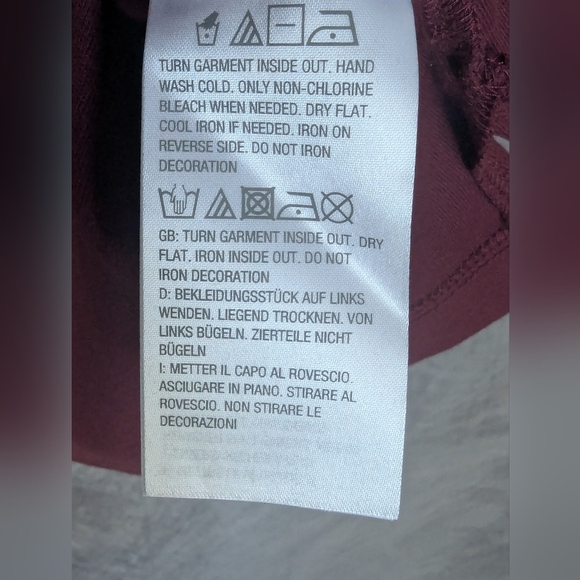 TURN GARMENT INSIDE OUT. HAND
WASH COLD. ONLY NON-CHLORINE
BLEACH WHEN NEEDED. DRY FLAT.
COOL IRON IF NEEDED. IRON ON
REVERSE SIDE. DO NOT IRON
DECORATION
GB: TURN GARMENT INSIDE OUT. DRY
FLAT. IRON INSIDE OUT. DO NOT
IRON DECORATION
D: BEKLEIDUNGSSTÜCK AUF LINKS
WENDEN. LIEGEND TROCKNEN. VON
LINKS BÜGELN. ZIERTEILE NICHT
BÜGELN
I: METTER IL CAPO AL ROVESCIO.
ASCIUGARE IN PIANO. STIRARE AL
ROVESCIO. NON STIRARE LE
DECORAZIONI